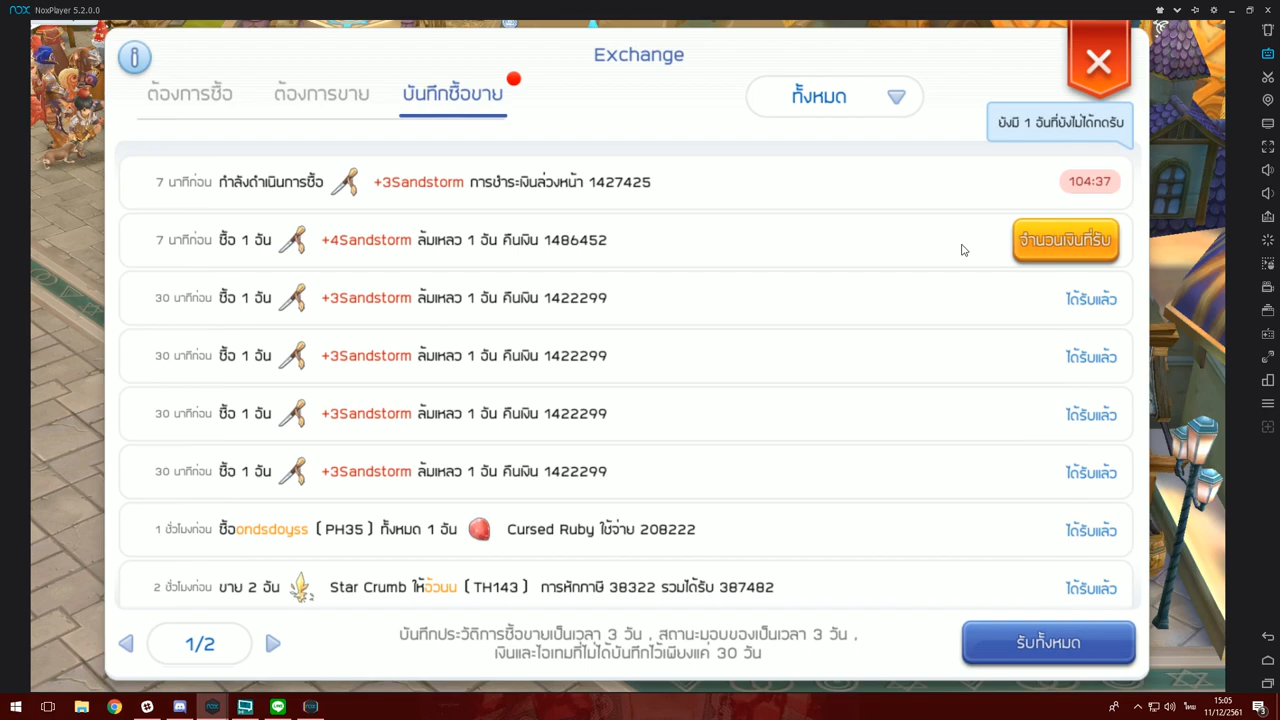 nox NoxPlayer 5.2.0.0
Exchange
ต้องการซื้อ ต้องการขาย บันทึกซื้อขาย
ทั้งหมด
ยังมี 1 อันที่ยังไม่ได้กดรับ
7 นาทีก่อน กำลังดำเนินการซื้อ +3Sandstorm การชำระเงินล่วงหน้า 1427425 104:37
7 นาทีก่อน ซื้อ 1 อัน +4Sandstorm ล้มเหลว 1 อัน คืนเงิน 1486452 จำนวนเงินที่รับ
30 นาทีก่อน ซื้อ 1 อัน +3Sandstorm ล้มเหลว 1 อัน คืนเงิน 1422299 ได้รับแล้ว
30 นาทีก่อน ซื้อ 1 อัน +3Sandstorm ล้มเหลว 1 อัน คืนเงิน 1422299 ได้รับแล้ว
30 นาทีก่อน ซื้อ 1 อัน +3Sandstorm ล้มเหลว 1 อัน คืนเงิน 1422299 ได้รับแล้ว
30 นาทีก่อน ซื้อ 1 อัน +3Sandstorm ล้มเหลว 1 อัน คืนเงิน 1422299 ได้รับแล้ว
1 ชั่วโมงก่อน ซื้อondsdoyss ( PH35 ) ทั้งหมด 1 อัน Cursed Ruby ใช้จ่าย 208222 ได้รับแล้ว
2 ชั่วโมงก่อน ขาย 2 อัน Star Crumb ให้อ้วนบ ( TH143 ) การหักภาษี 38322 รวมได้รับ 387482 ได้รับแล้ว
1/2
บันทึกประวัติการซื้อขายเป็นเวลา 3 วัน , สถานะมอบของเป็นเวลา 3 วัน ,
เงินและไอเทมที่ไม่ได้บันทึกไว้เพียงแค่ 30 วัน
รับทั้งหมด
15:05
11/12/2561